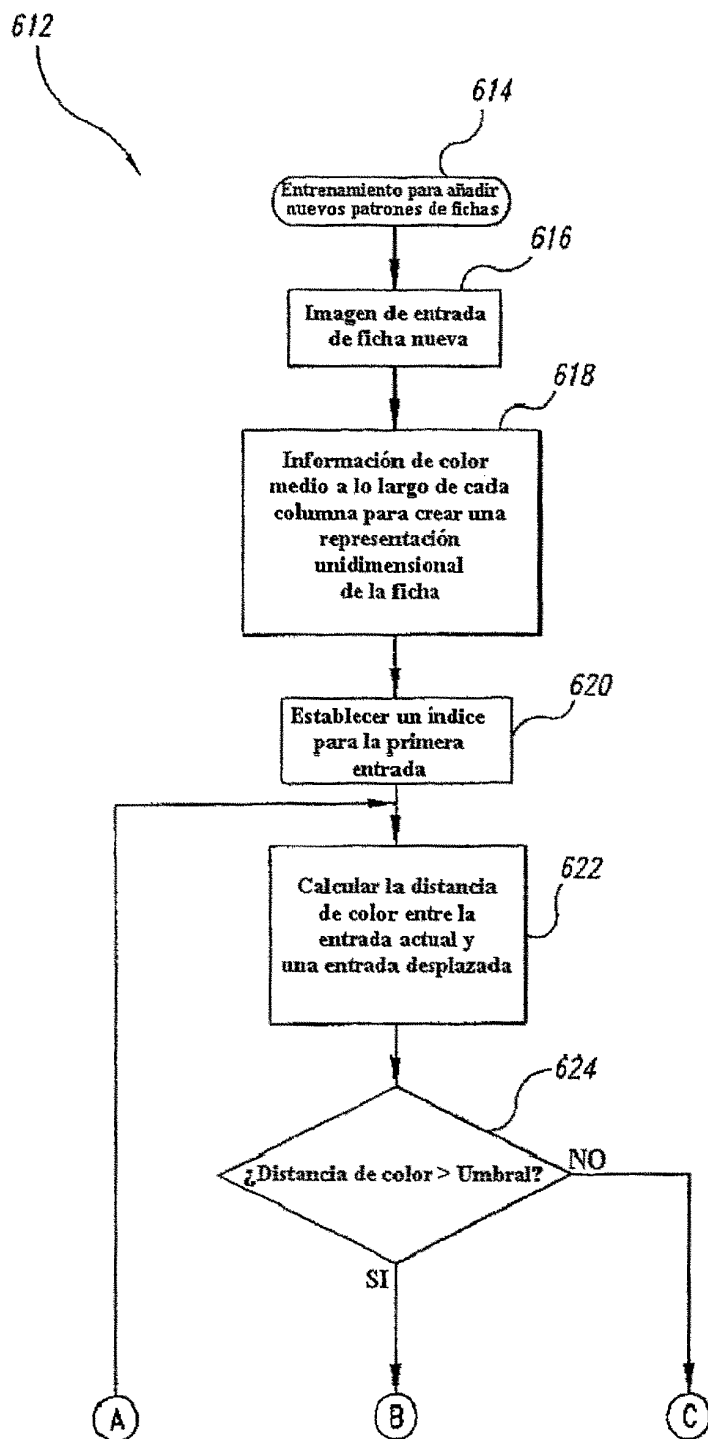 612
614
Entrenamiento para añadir
nuevos patrones de fichas
616
Imagen de entrada
de ficha nueva
618
Información de color
medio a lo largo de cada
columna para crear una
representación
unidimensional
de la ficha
620
Establecer un índice
para la primera
entrada
622
Calcular la distancia
de color entre la
entrada actual y
una entrada desplazada
624
¿Distancia de color > Umbral?
NO
SI
A
B
C